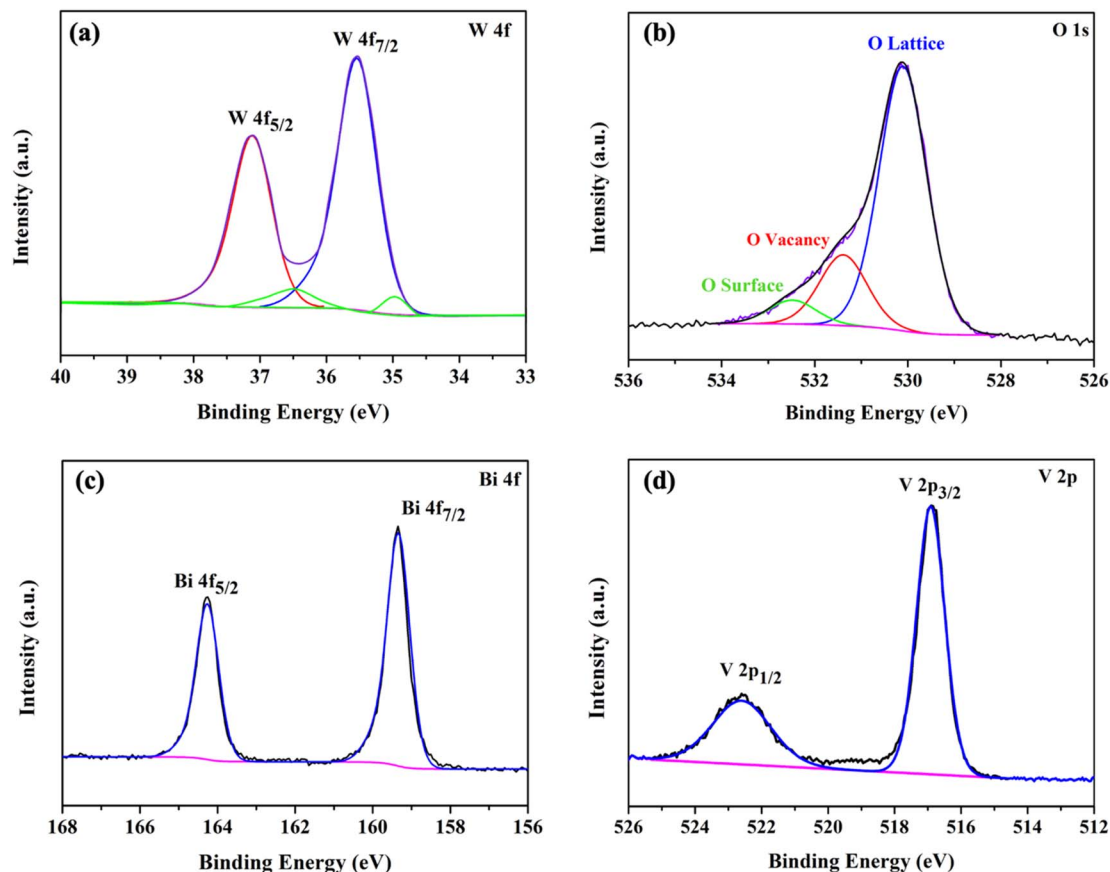 (a)
W 4f
W 4f7/2
W 4f5/2
Intensity (a.u.)
40 39 38 37 36 35 34 33
Binding Energy (eV)
(b)
O 1s
O Lattice
O Vacancy
O Surface
Intensity (a.u.)
536 534 532 530 528 526
Binding Energy (eV)
(c)
Bi 4f
Bi 4f7/2
Bi 4f5/2
Intensity (a.u.)
168 166 164 162 160 158 156
Binding Energy (eV)
(d)
V 2p
V 2p3/2
V 2p1/2
Intensity (a.u.)
526 524 522 520 518 516 514 512
Binding Energy (eV)